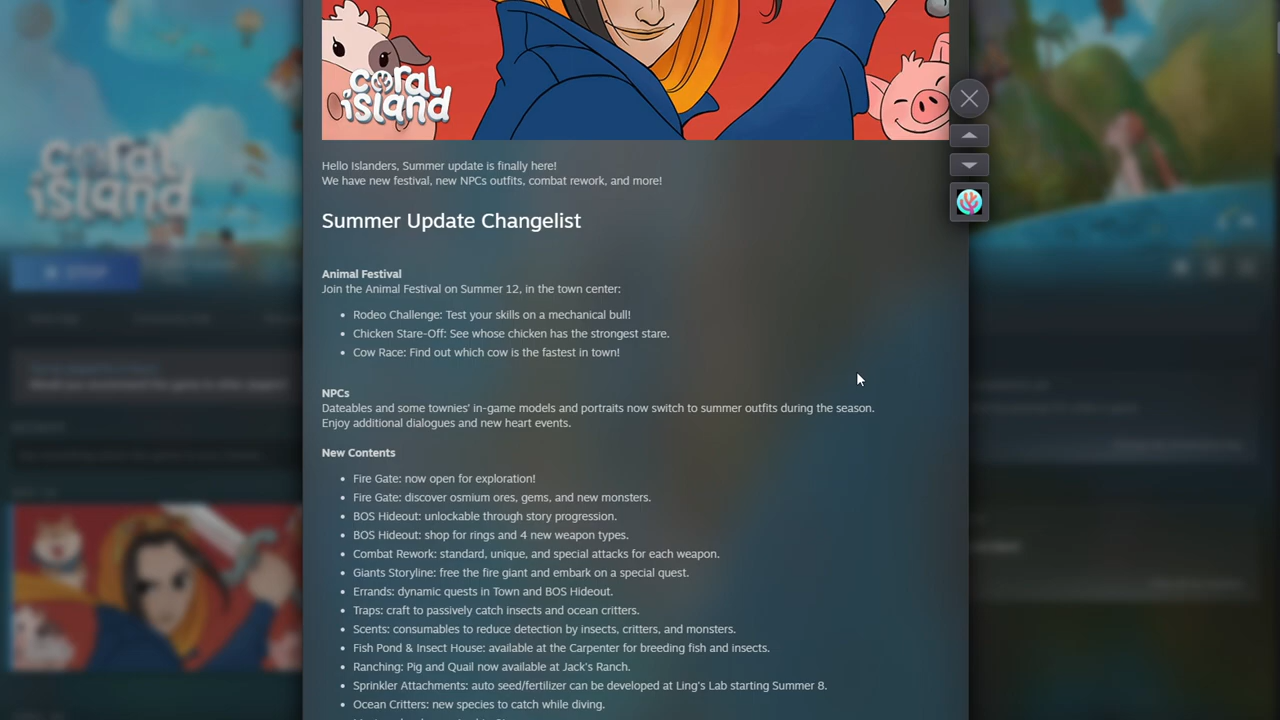 coral
island
coral
island
Hello Islanders, Summer update is finally here!
We have new festival, new NPCs outfits, combat rework, and more!
Summer Update Changelist
Animal Festival
Join the Animal Festival on Summer 12, in the town center:
• Rodeo Challenge: Test your skills on a mechanical bull!
• Chicken Stare-Off: See whose chicken has the strongest stare.
• Cow Race: Find out which cow is the fastest in town!
NPCs
Dateables and some townies' in-game models and portraits now switch to summer outfits during the season.
Enjoy additional dialogues and new heart events.
New Contents
• Fire Gate: now open for exploration!
• Fire Gate: discover osmium ores, gems, and new monsters.
• BOS Hideout: unlockable through story progression.
• BOS Hideout: shop for rings and 4 new weapon types.
• Combat Rework: standard, unique, and special attacks for each weapon.
• Giants Storyline: free the fire giant and embark on a special quest.
• Errands: dynamic quests in Town and BOS Hideout.
• Traps: craft to passively catch insects and ocean critters.
• Scents: consumables to reduce detection by insects, critters, and monsters.
• Fish Pond & Insect House: available at the Carpenter for breeding fish and insects.
• Ranching: Pig and Quail now available at Jack's Ranch.
• Sprinkler Attachments: auto seed/fertilizer can be developed at Ling's Lab starting Summer 8.
• Ocean Critters: new species to catch while diving.